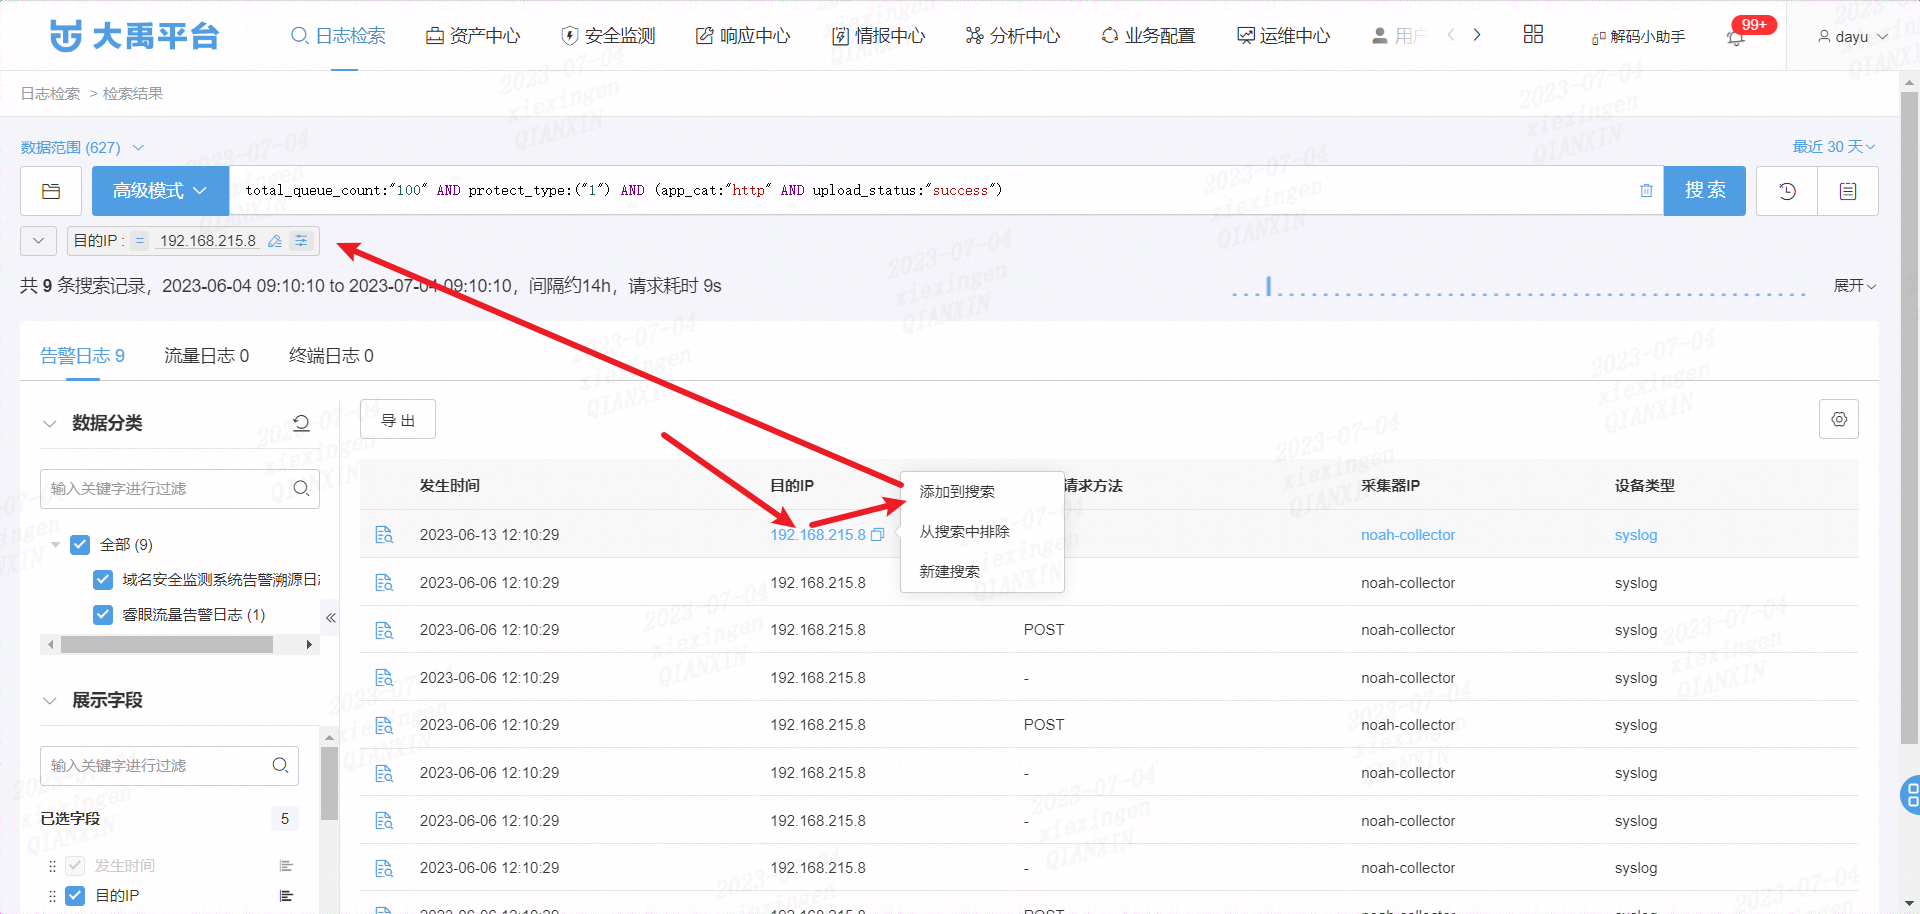 大禹平台
日志检索
资产中心
安全监测
响应中心
情报中心
分析中心
业务配置
运维中心
用户
解码小助手
99+
dayu
日志检索 > 检索结果
数据范围 (627)
最近 30 天
高级模式
total_queue_count:"100" AND protect_type:("1") AND (app_cat:"http" AND upload_status:"success")
搜 索
目的IP : = 192.168.215.8
共 9 条搜索记录，2023-06-04 09:10:10 to 2023-07-04 09:10:10，间隔约14h，请求耗时 9s
展开
告警日志 9
流量日志 0
终端日志 0
数据分类
导 出
输入关键字进行过滤
全部 (9)
域名安全监测系统告警溯源日
睿眼流量告警日志 (1)
展示字段
输入关键字进行过滤
已选字段 5
发生时间
目的IP
发生时间 目的IP 请求方法 采集器IP 设备类型
添加到搜索
从搜索中排除
新建搜索
2023-06-13 12:10:29 192.168.215.8 noah-collector syslog
2023-06-06 12:10:29 192.168.215.8 noah-collector syslog
2023-06-06 12:10:29 192.168.215.8 POST noah-collector syslog
2023-06-06 12:10:29 192.168.215.8 - noah-collector syslog
2023-06-06 12:10:29 192.168.215.8 POST noah-collector syslog
2023-06-06 12:10:29 192.168.215.8 - noah-collector syslog
2023-06-06 12:10:29 192.168.215.8 - noah-collector syslog
2023-06-06 12:10:29 192.168.215.8 - noah-collector syslog
2023-06-06 12:10:29 192.168.215.8 POST noah-collector syslog
2023-07-04
xiexingen
QIANXIN